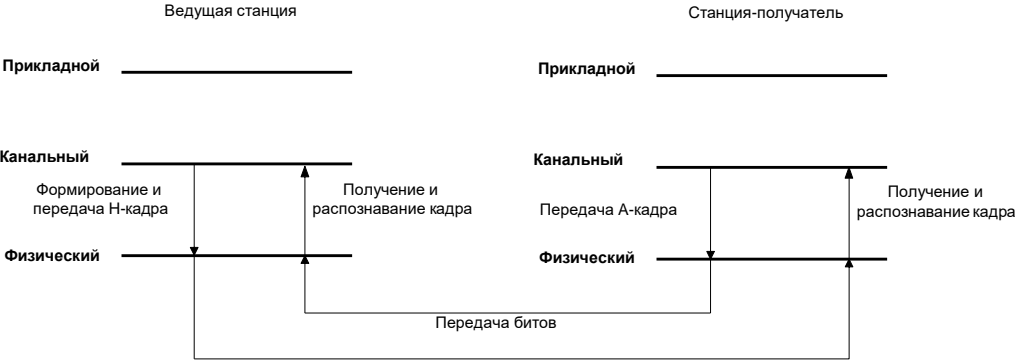 Ведущая станция
Станция-получатель
Прикладной
Прикладной
Канальный
Канальный
Формирование и
передача Н-кадра
Получение и
распознавание кадра
Передача А-кадра
Получение и
распознавание кадра
Физический
Физический
Передача битов